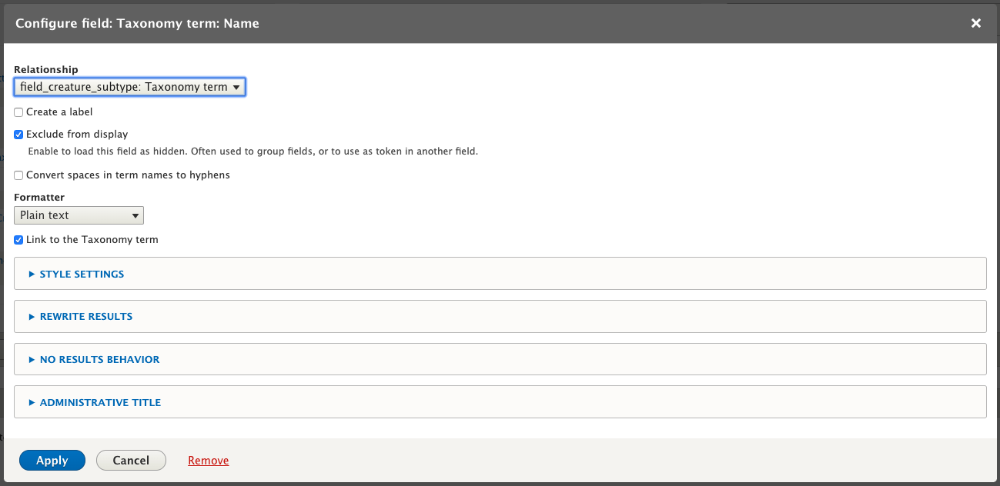 Configure field: Taxonomy term: Name
Relationship
field_creature_subtype: Taxonomy term
Create a label
Exclude from display
Enable to load this field as hidden. Often used to group fields, or to use as token in another field.
Convert spaces in term names to hyphens
Formatter
Plain text
Link to the Taxonomy term
STYLE SETTINGS
REWRITE RESULTS
NO RESULTS BEHAVIOR
ADMINISTRATIVE TITLE
Apply Cancel Remove